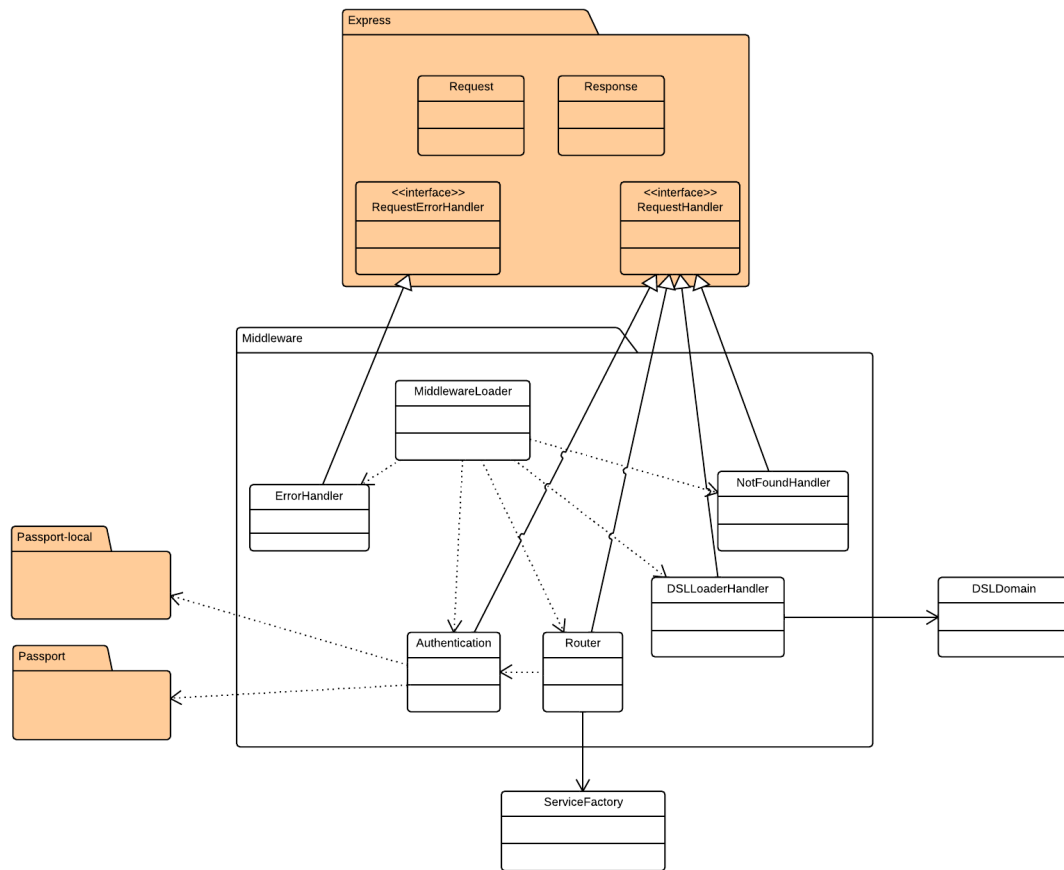 Express
Request
Response
<<interface>>
RequestErrorHandler
<<interface>>
RequestHandler
Middleware
MiddlewareLoader
ErrorHandler
NotFoundHandler
Passport-local
DSLLoaderHandler
DSLDomain
Authentication
Router
Passport
ServiceFactory